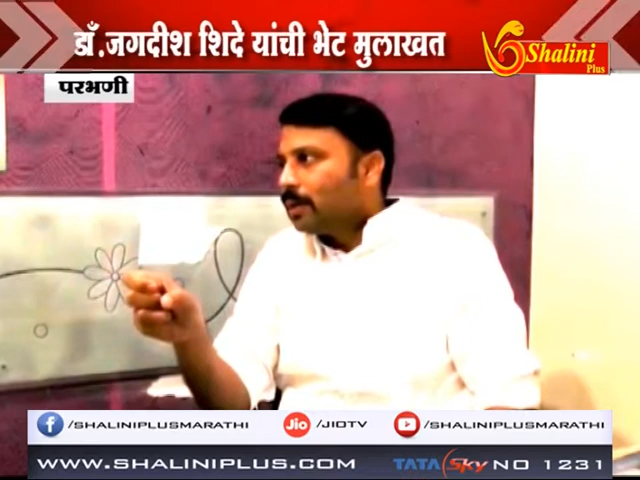 डॉं.जगदीश शिदे यांची भेट मुलाखत
Shalini
Plus
परभणी
/SHALINIPLUSMARATHI
Jio /JIOTV
/SHALINIPLUSMARATHI
WWW.SHALINIPLUS.COM
TATA Sky NO 1231